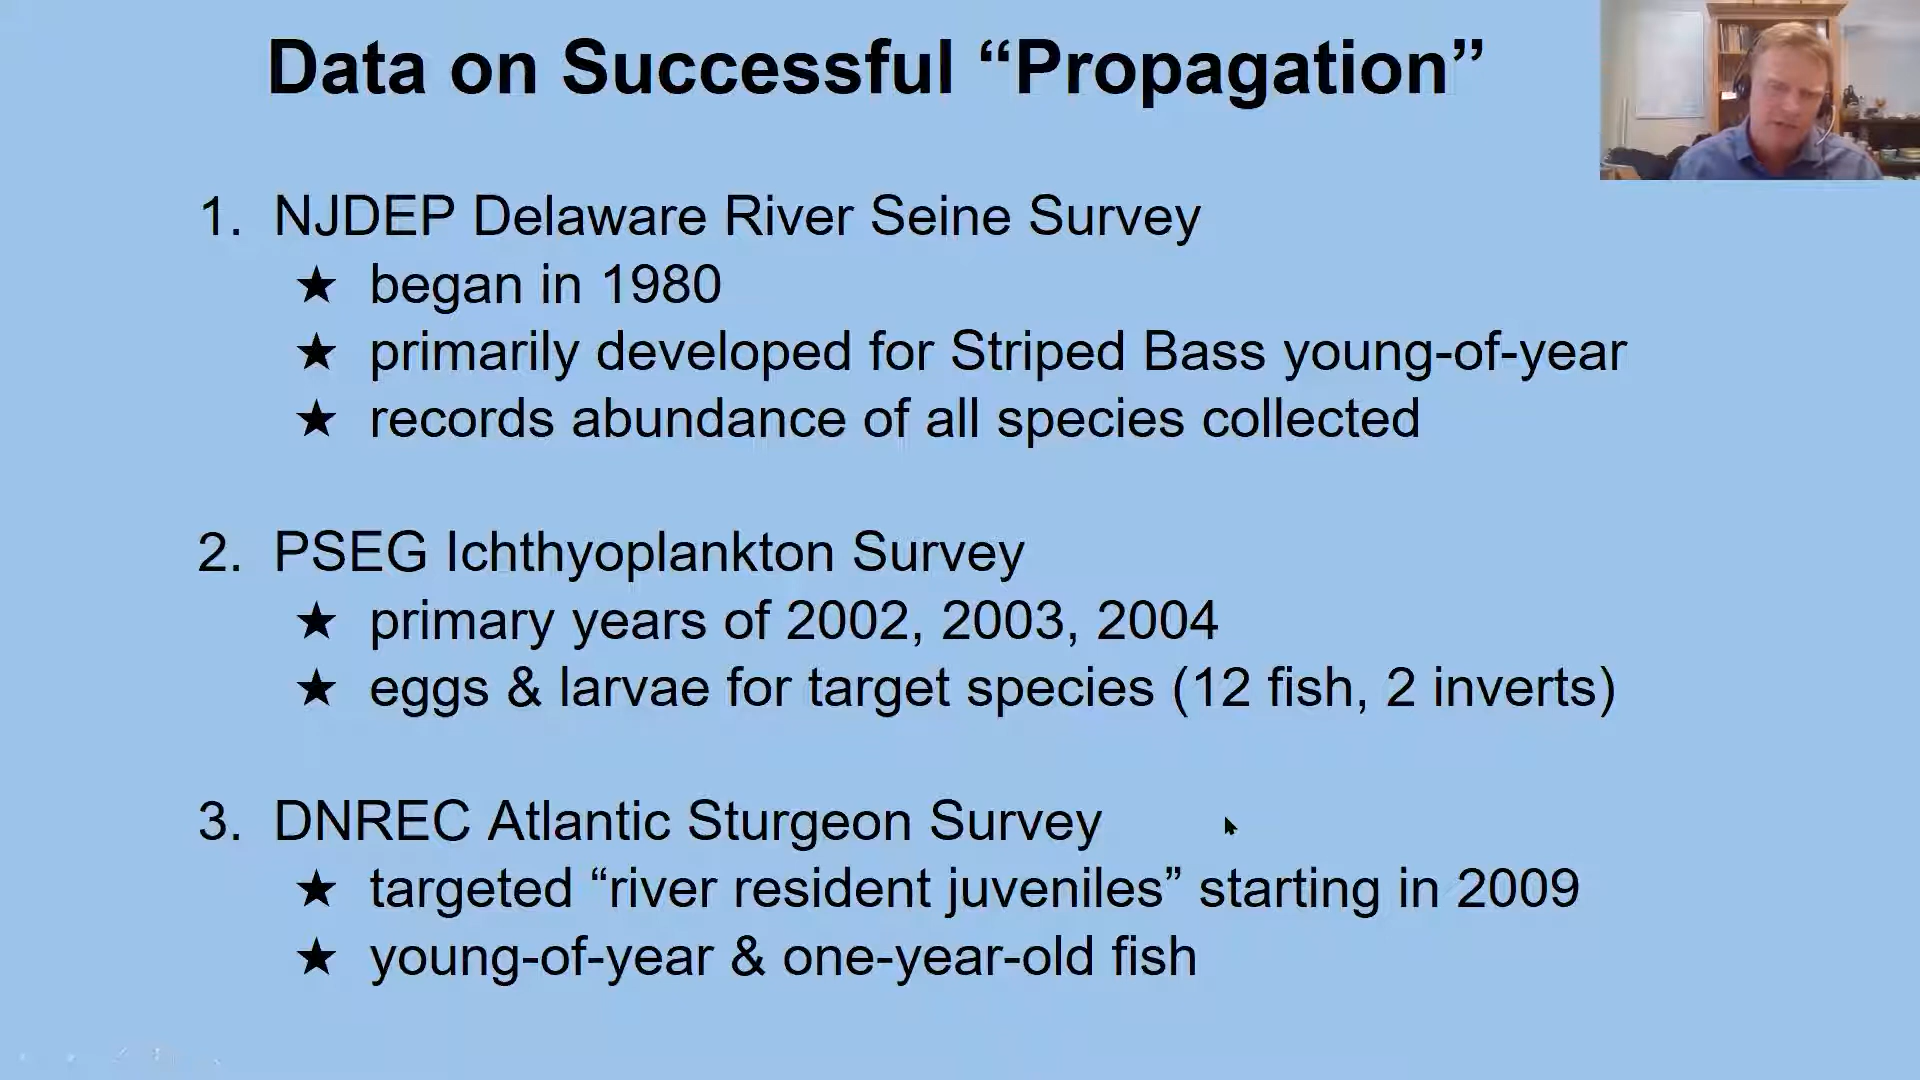 Data on Successful “Propagation”
1. NJDEP Delaware River Seine Survey
★ began in 1980
★ primarily developed for Striped Bass young-of-year
★ records abundance of all species collected
2. PSEG Ichthyoplankton Survey
★ primary years of 2002, 2003, 2004
★ eggs & larvae for target species (12 fish, 2 inverts)
3. DNREC Atlantic Sturgeon Survey
★ targeted “river resident juveniles” starting in 2009
★ young-of-year & one-year-old fish